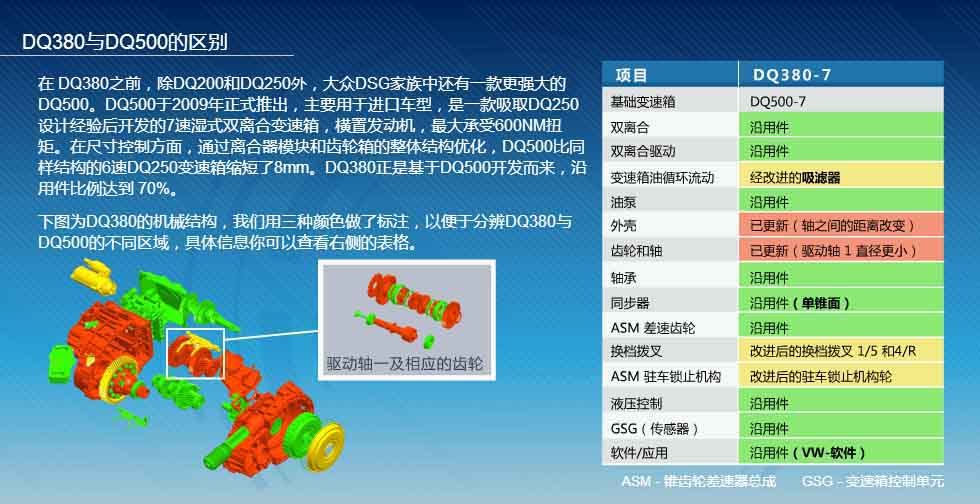 DQ380与DQ500的区别
在 DQ380之前，除DQ200和DQ250外，大众DSG家族中还有一款更强大的
DQ500。DQ500于2009年正式推出，主要用于进口车型，是一款吸取DQ250
设计经验后开发的7速湿式双离合变速箱，横置发动机，最大承受600NM扭
矩。在尺寸控制方面，通过离合器模块和齿轮箱的整体结构优化，DQ500比同
样结构的6速DQ250变速箱缩短了8mm。DQ380正是基于DQ500开发而来，沿
用件比例达到 70%。
下图为DQ380的机械结构，我们用三种颜色做了标注，以便于分辨DQ380与
DQ500的不同区域，具体信息你可以查看右侧的表格。
驱动轴一及相应的齿轮
项目 DQ380-7
基础变速箱 DQ500-7
双离合 沿用件
双离合驱动 沿用件
变速箱油循环流动 经改进的吸滤器
油泵 沿用件
外壳 已更新（轴之间的距离改变）
齿轮和轴 已更新（驱动轴 1 直径更小）
轴承 沿用件
同步器 沿用件（单锥面）
ASM 差速齿轮 沿用件
换档拨叉 改进后的换档拨叉 1/5 和4/R
ASM 驻车锁止机构 改进后的驻车锁止机构轮
液压控制 沿用件
GSG（传感器） 沿用件
软件/应用 沿用件（VW-软件）
ASM - 锥齿轮差速器总成 GSG - 变速箱控制单元